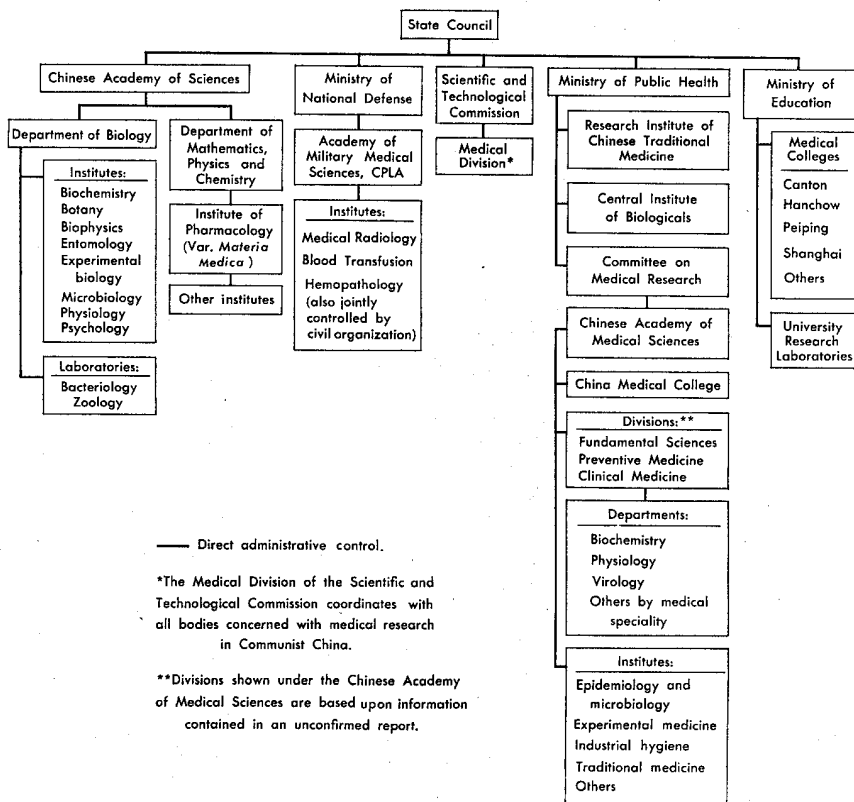 State Council
Chinese Academy of Sciences
Department of Biology
Institutes:
Biochemistry
Botany
Biophysics
Entomology
Experimental
biology
Microbiology
Physiology
Psychology
Laboratories:
Bacteriology
Zoology
Department of
Mathematics,
Physics and
Chemistry
Institute of
Pharmacology
(Var. Materia
Medica )
Other institutes
Ministry of
National Defense
Academy of
Military Medical
Sciences, CPLA
Institutes:
Medical Radiology
Blood Transfusion
Hemopathology
(also jointly
controlled by
civil organization)
Scientific and
Technological
Commission
Medical
Division*
Ministry of Public Health
Research Institute of
Chinese Traditional
Medicine
Central Institute
of Biologicals
Committee on
Medical Research
Chinese Academy of
Medical Sciences
China Medical College
Divisions:**
Fundamental Sciences
Preventive Medicine
Clinical Medicine
Departments:
Biochemistry
Physiology
Virology
Others by medical
speciality
Institutes:
Epidemiology and
microbiology
Experimental medicine
Industrial hygiene
Traditional medicine
Others
Ministry of
Education
Medical
Colleges
Canton
Hanchow
Peiping
Shanghai
Others
University
Research
Laboratories
Direct administrative control.
*The Medical Division of the Scientific and
Technological Commission coordinates with
all bodies concerned with medical research
in Communist China.
**Divisions shown under the Chinese Academy
of Medical Sciences are based upon information
contained in an unconfirmed report.